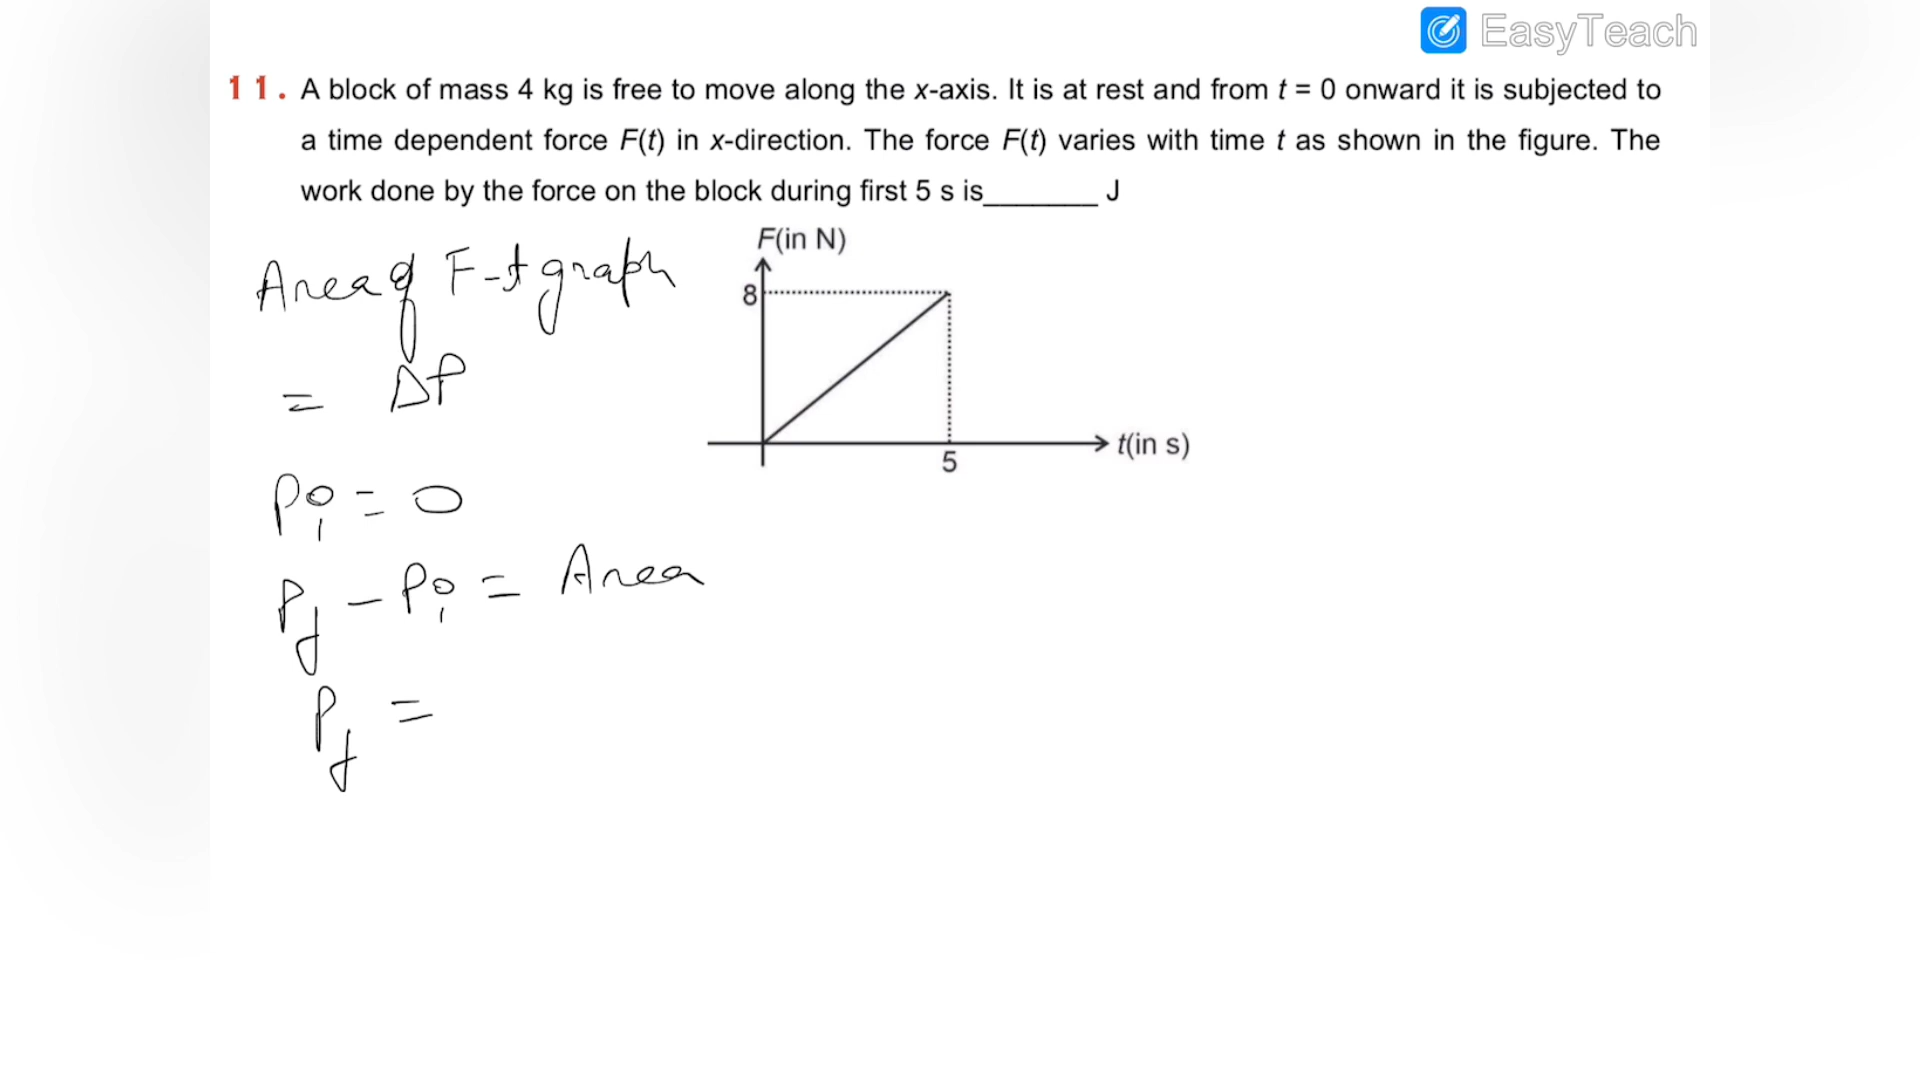 EasyTeach
11. A block of mass 4 kg is free to move along the x-axis. It is at rest and from t = 0 onward it is subjected to
a time dependent force F(t) in x-direction. The force F(t) varies with time t as shown in the figure. The
work done by the force on the block during first 5 s is________ J
F(in N)
8
5
t(in s)
Area of F-t graph
= ΔP
Pi = 0
Pf - Pi = Area
Pf =